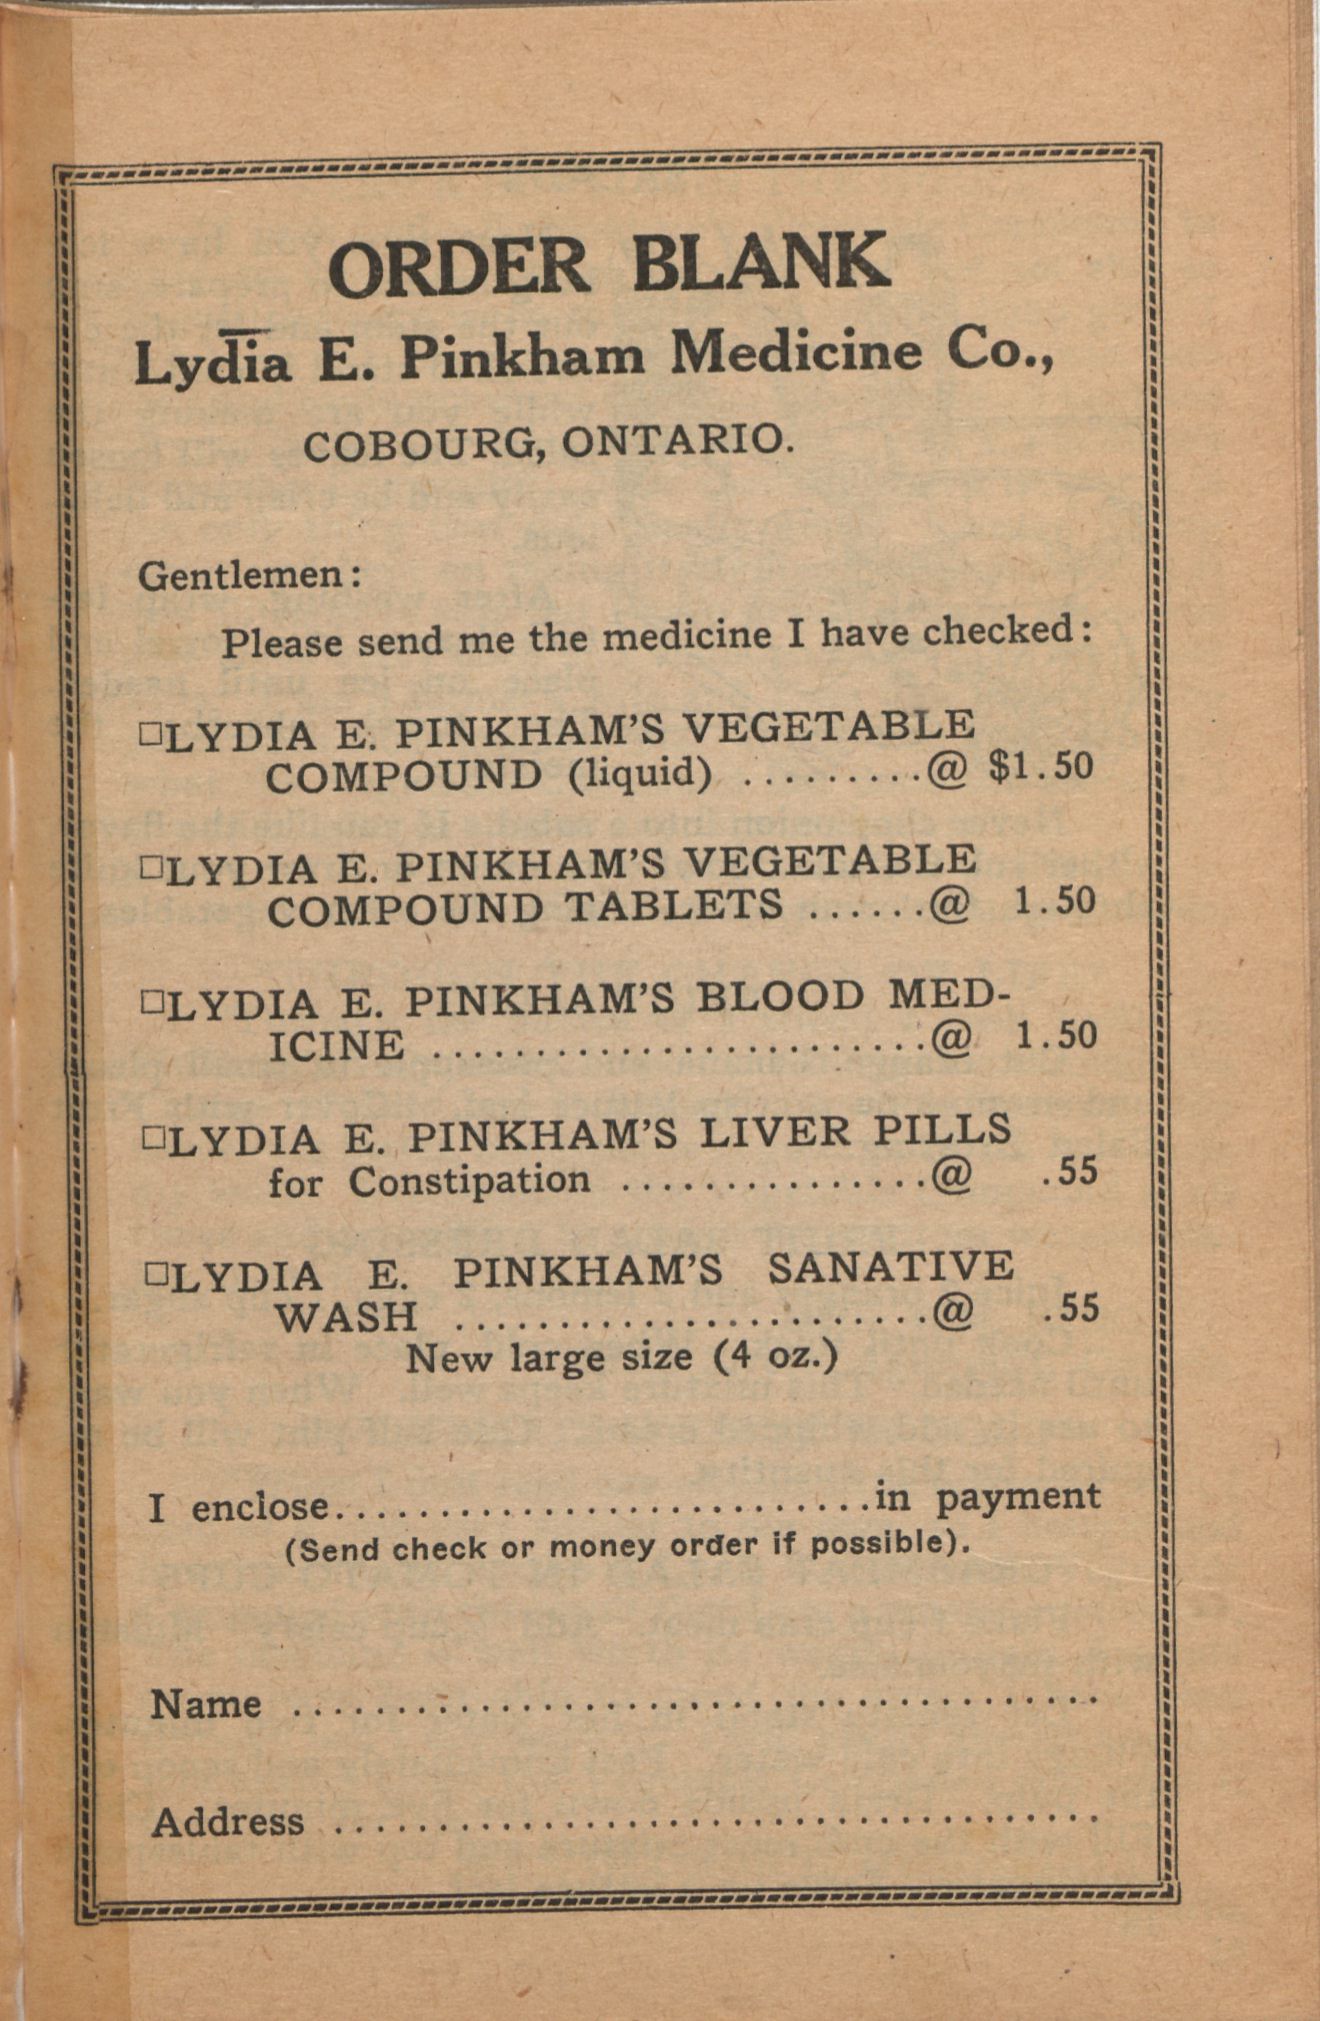 ORDER BLANK
Lydia E. Pinkham Medicine Co.,
COBOURG, ONTARIO.
Gentlemen:
Please send me the medicine I have checked:
□LYDIA E. PINKHAM'S VEGETABLE
COMPOUND (liquid) .........@ $1.50
□LYDIA E. PINKHAM'S VEGETABLE
COMPOUND TABLETS ......@ 1.50
□LYDIA E. PINKHAM'S BLOOD MED-
ICINE ........................@ 1.50
□LYDIA E. PINKHAM'S LIVER PILLS
for Constipation ...............@ .55
□LYDIA E. PINKHAM'S SANATIVE
WASH .......................@ .55
New large size (4 oz.)
I enclose..........................in payment
(Send check or money order if possible).
Name .......................................
Address .....................................